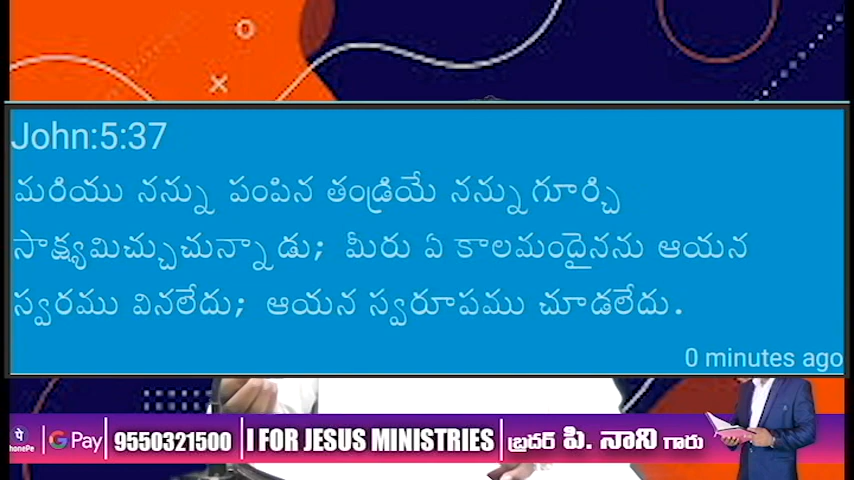 John:5:37
మరియు నన్ను పంపిన తండ్రియే నన్ను గూర్చి
సాక్ష్యమిచ్చుచున్నాడు; మీరు ఏ కాలమందైనను ఆయన
స్వరము వినలేదు; ఆయన స్వరూపము చూడలేదు.
0 minutes ago
पे
honePe
G Pay
9550321500
I FOR JESUS MINISTRIES
బ్రదర్ పి. నాని గారు